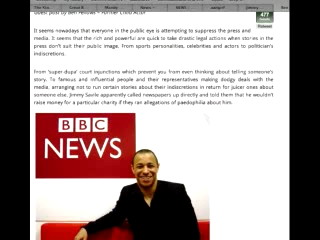 Guest post by Ben Fellows – Former Child Actor
It seems nowadays that everyone in the public eye is attempting to suppress the press and
media. It seems that the rich and powerful are quick to take drastic legal actions when stories in
the press don't suit their public image. From sports personalities, celebrities and actors to politician's
indiscretions.
From 'super dupa' court injunctions which prevent you from even thinking about telling someone's
story. To famous and influential people and their representatives making dodgy deals with the
media, arranging not to run certain stories about their indiscretions in return for juicer ones about
someone else. Jimmy Savile apparently called newspapers up directly and told them that he wouldn't
raise money for a particular charity if they ran allegations of paedophilia about him.
BBC
NEWS